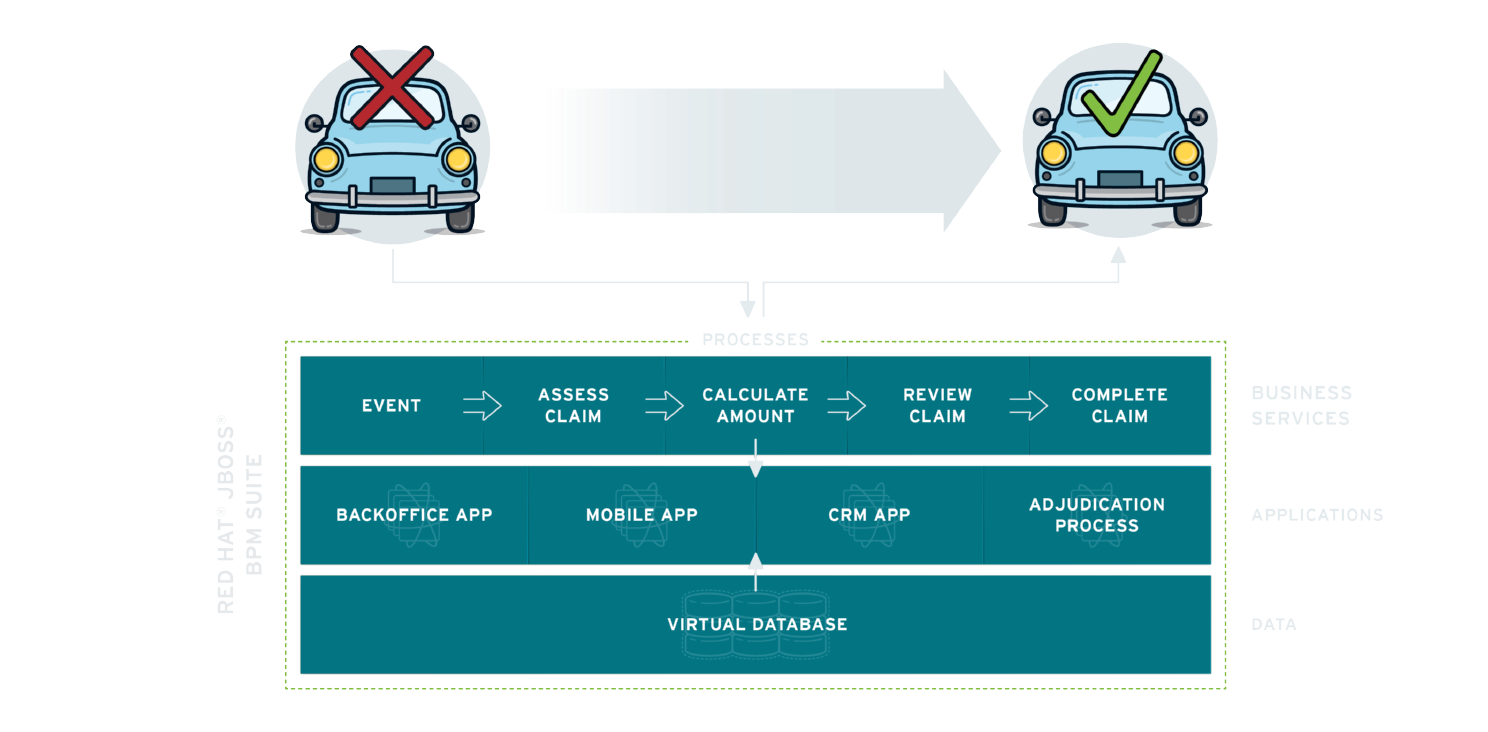 PROCESSES
EVENT
ASSESS
CLAIM
CALCULATE
AMOUNT
REVIEW
CLAIM
COMPLETE
CLAIM
BUSINESS
SERVICES
RED HAT® JBOSS®
BPM SUITE
BACKOFFICE APP
MOBILE APP
CRM APP
ADJUDICATION
PROCESS
APPLICATIONS
VIRTUAL DATABASE
DATA